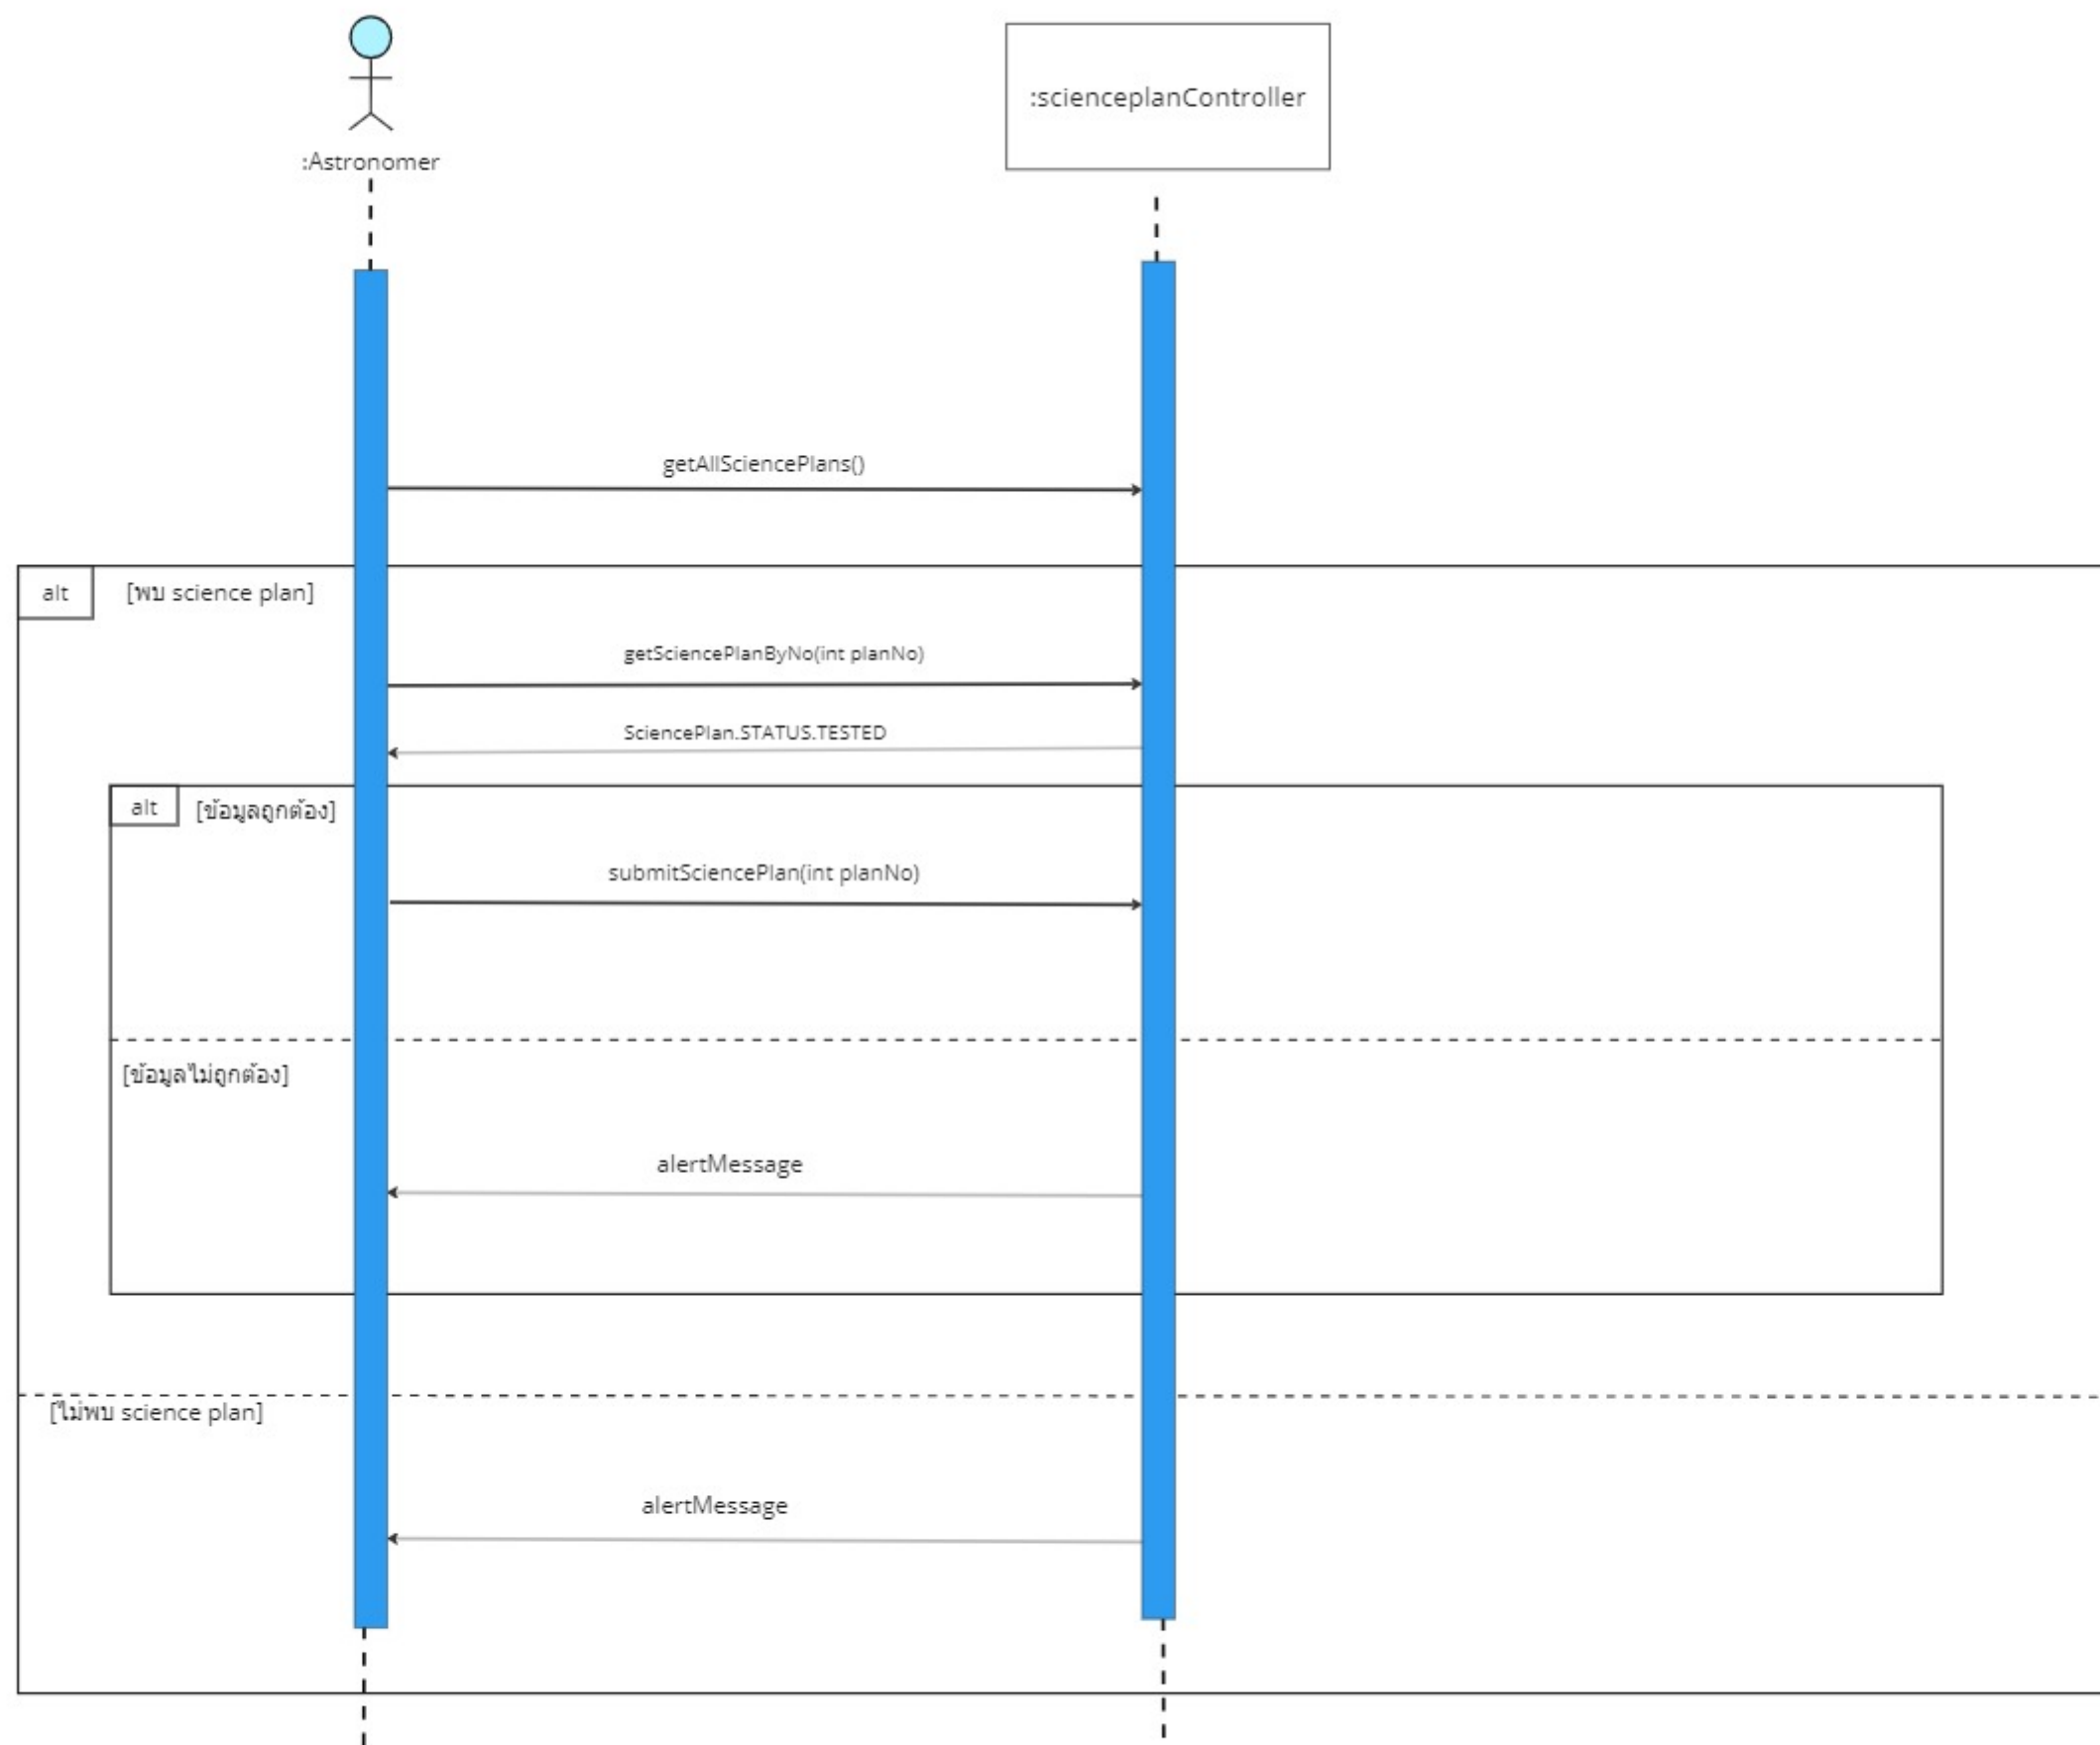 :Astronomer
:scienceplanController
getAllSciencePlans()
alt
[พบ science plan]
getSciencePlanByNo(int planNo)
SciencePlan.STATUS.TESTED
alt
[ข้อมูลถูกต้อง]
submitSciencePlan(int planNo)
[ข้อมูลไม่ถูกต้อง]
alertMessage
[ไม่พบ science plan]
alertMessage